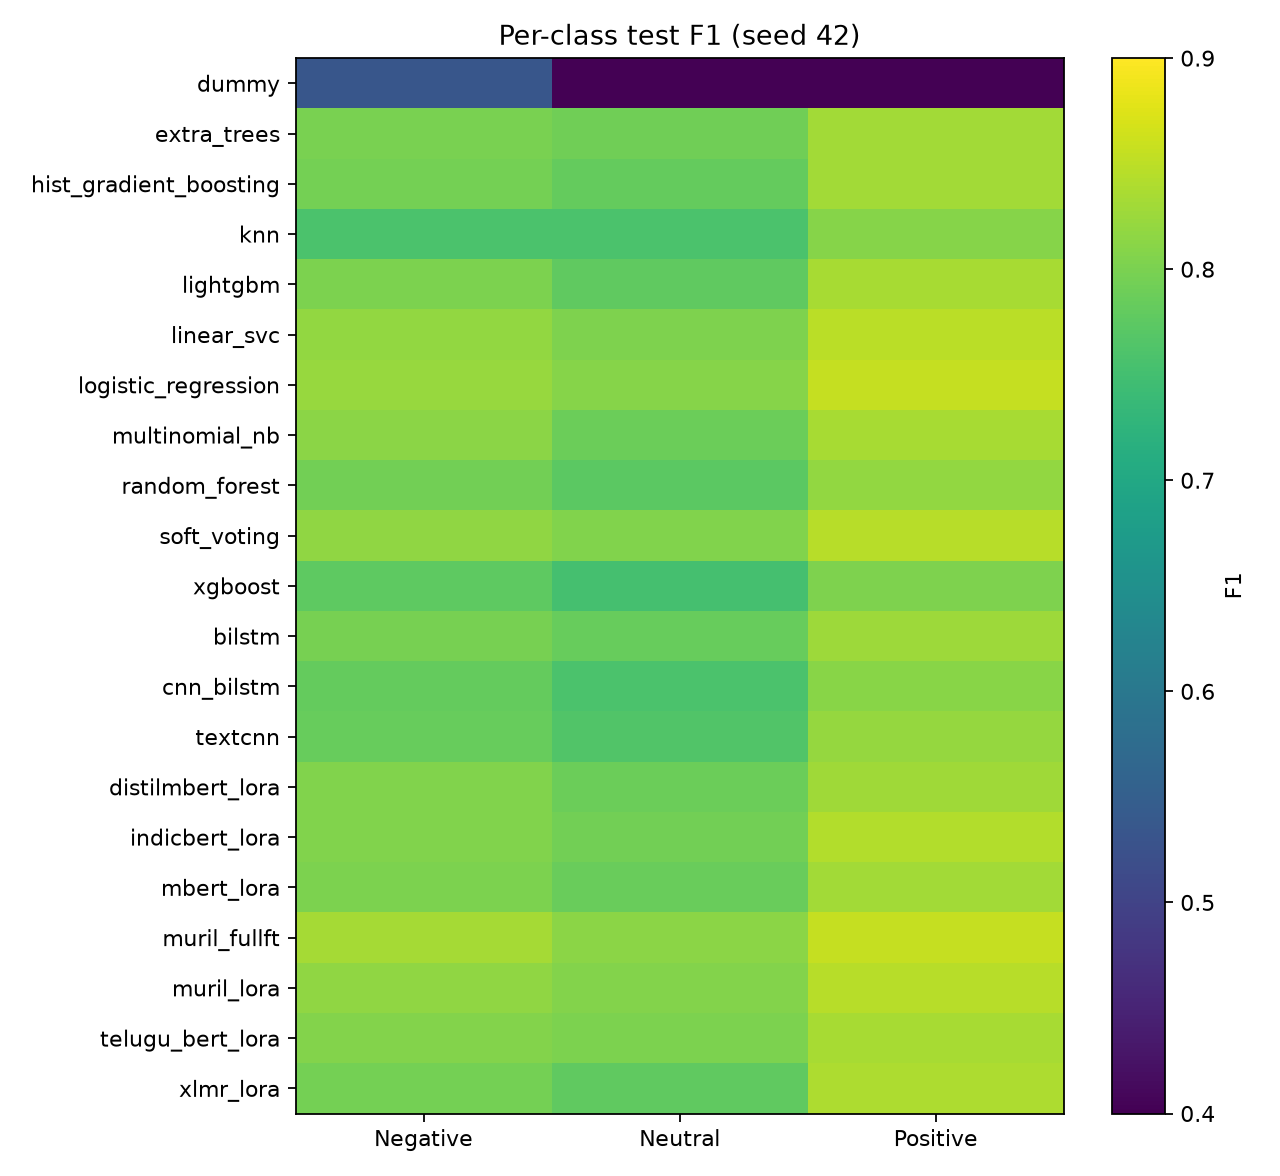 Per-class test F1 (seed 42)
dummy
extra_trees
hist_gradient_boosting
knn
lightgbm
linear_svc
logistic_regression
multinomial_nb
random_forest
soft_voting
xgboost
bilstm
cnn_bilstm
textcnn
distilmbert_lora
indicbert_lora
mbert_lora
muril_fullft
muril_lora
telugu_bert_lora
xlmr_lora
Negative
Neutral
Positive
0.9
0.8
0.7
0.6
0.5
0.4
F1